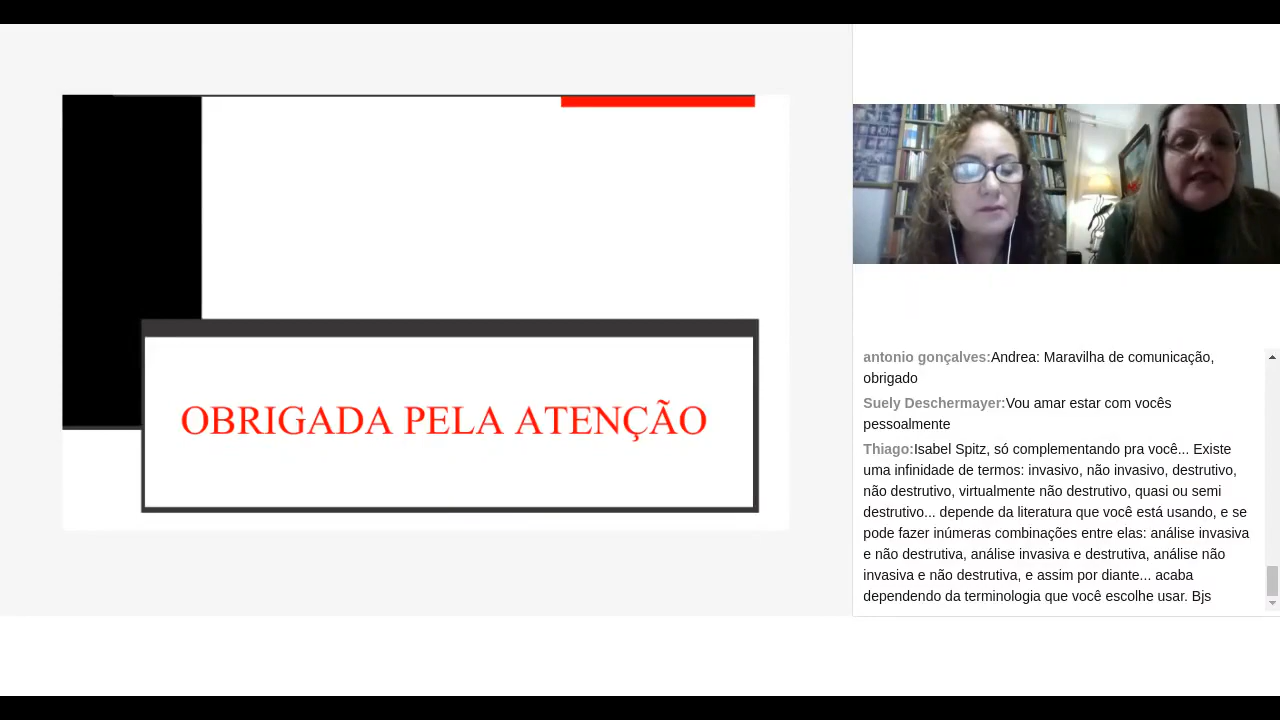 OBRIGADA PELA ATENÇÃO
antonio gonçalves:Andrea: Maravilha de comunicação,
obrigado
Suely Deschermayer:Vou amar estar com vocês
pessoalmente
Thiago:Isabel Spitz, só complementando pra você... Existe
uma infinidade de termos: invasivo, não invasivo, destrutivo,
não destrutivo, virtualmente não destrutivo, quasi ou semi
destrutivo... depende da literatura que você está usando, e se
pode fazer inúmeras combinações entre elas: análise invasiva
e não destrutiva, análise invasiva e destrutiva, análise não
invasiva e não destrutiva, e assim por diante... acaba
dependendo da terminologia que você escolhe usar. Bjs